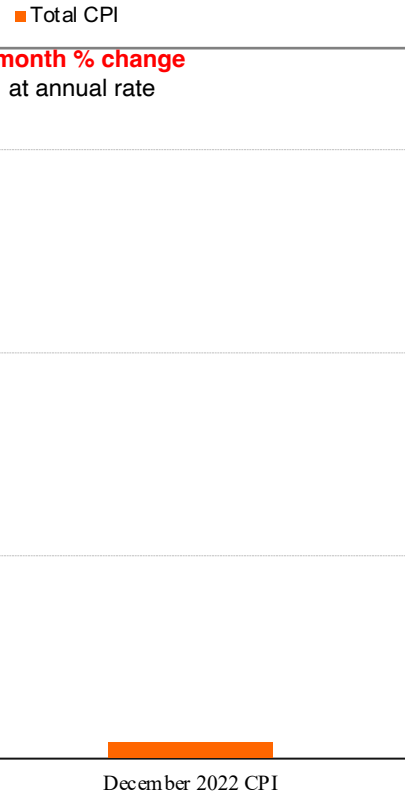 Total CPI
month % change
at annual rate
December 2022 CPI